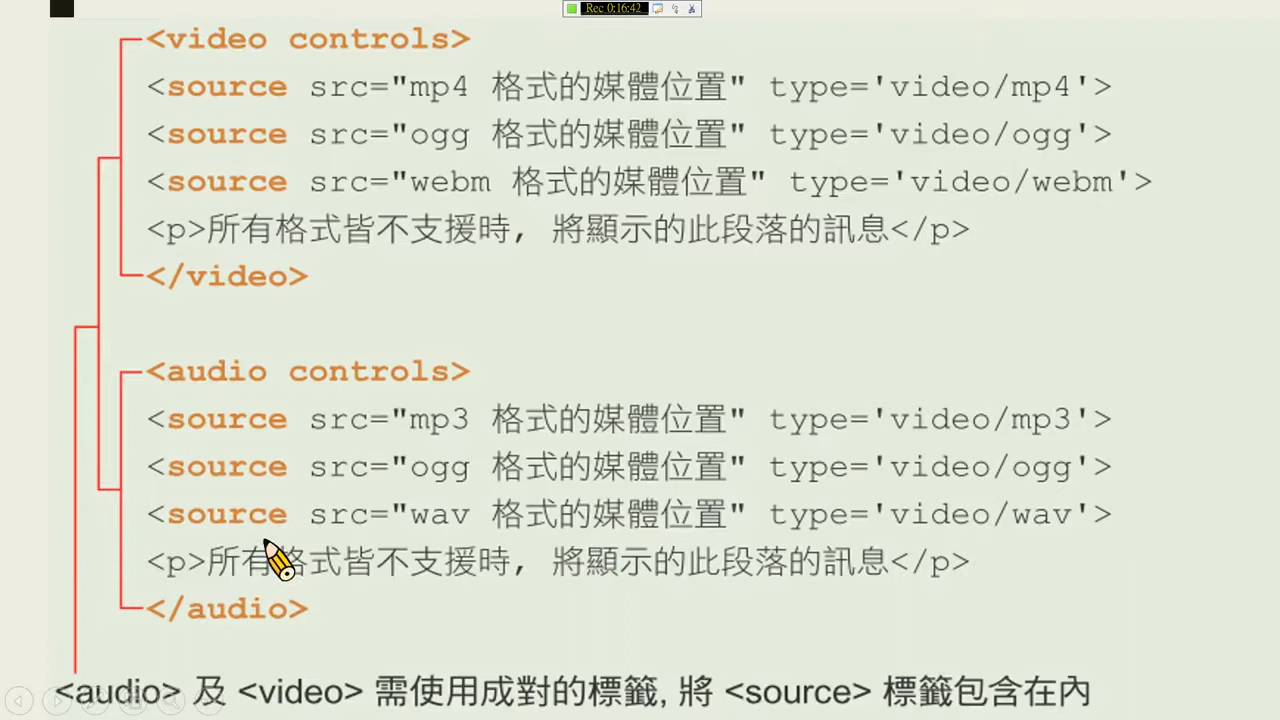 Rec 0:16:42
<video controls>
<source src="mp4 格式的媒體位置" type='video/mp4'>
<source src="ogg 格式的媒體位置" type='video/ogg'>
<source src="webm 格式的媒體位置" type='video/webm'>
<p>所有格式皆不支援時, 將顯示的此段落的訊息</p>
</video>
<audio controls>
<source src="mp3 格式的媒體位置" type='video/mp3'>
<source src="ogg 格式的媒體位置" type='video/ogg'>
<source src="wav 格式的媒體位置" type='video/wav'>
<p>所有格式皆不支援時, 將顯示的此段落的訊息</p>
</audio>
<audio> 及 <video> 需使用成對的標籤, 將 <source> 標籤包含在內